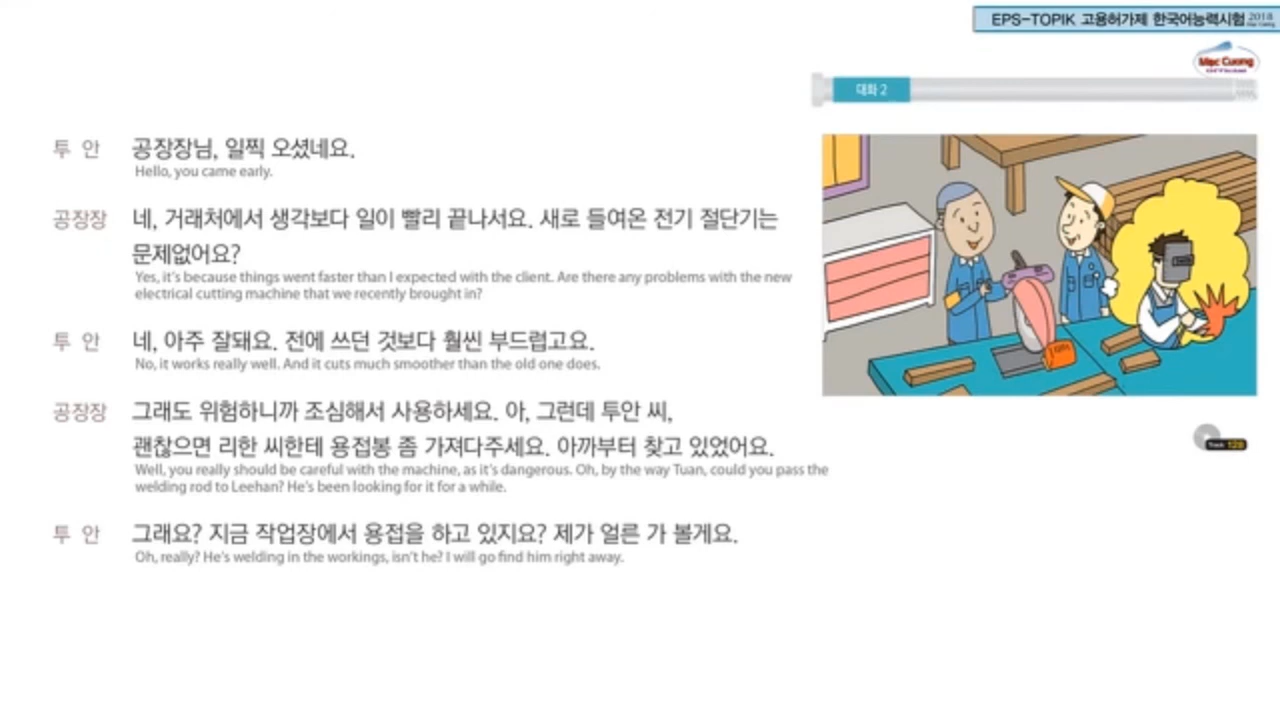 EPS-TOPIK 고용허가제 한국어능력시험 2018
Mạc Cương
대화 2
투 안 공장장님, 일찍 오셨네요.
Hello, you came early.
공장장 네, 거래처에서 생각보다 일이 빨리 끝나서요. 새로 들여온 전기 절단기는
문제없어요?
Yes, it's because things went faster than I expected with the client. Are there any problems with the new
electrical cutting machine that we recently brought in?
투 안 네, 아주 잘돼요. 전에 쓰던 것보다 훨씬 부드럽고요.
No, it works really well. And it cuts much smoother than the old one does.
공장장 그래도 위험하니까 조심해서 사용하세요. 아, 그런데 투안 씨,
괜찮으면 리한 씨한테 용접봉 좀 가져다주세요. 아까부터 찾고 있었어요.
Well, you really should be careful with the machine, as it's dangerous. Oh, by the way Tuan, could you pass the
welding rod to Leehan? He's been looking for it for a while.
Track 128
투 안 그래요? 지금 작업장에서 용접을 하고 있지요? 제가 얼른 가 볼게요.
Oh, really? He's welding in the workings, isn't he? I will go find him right away.